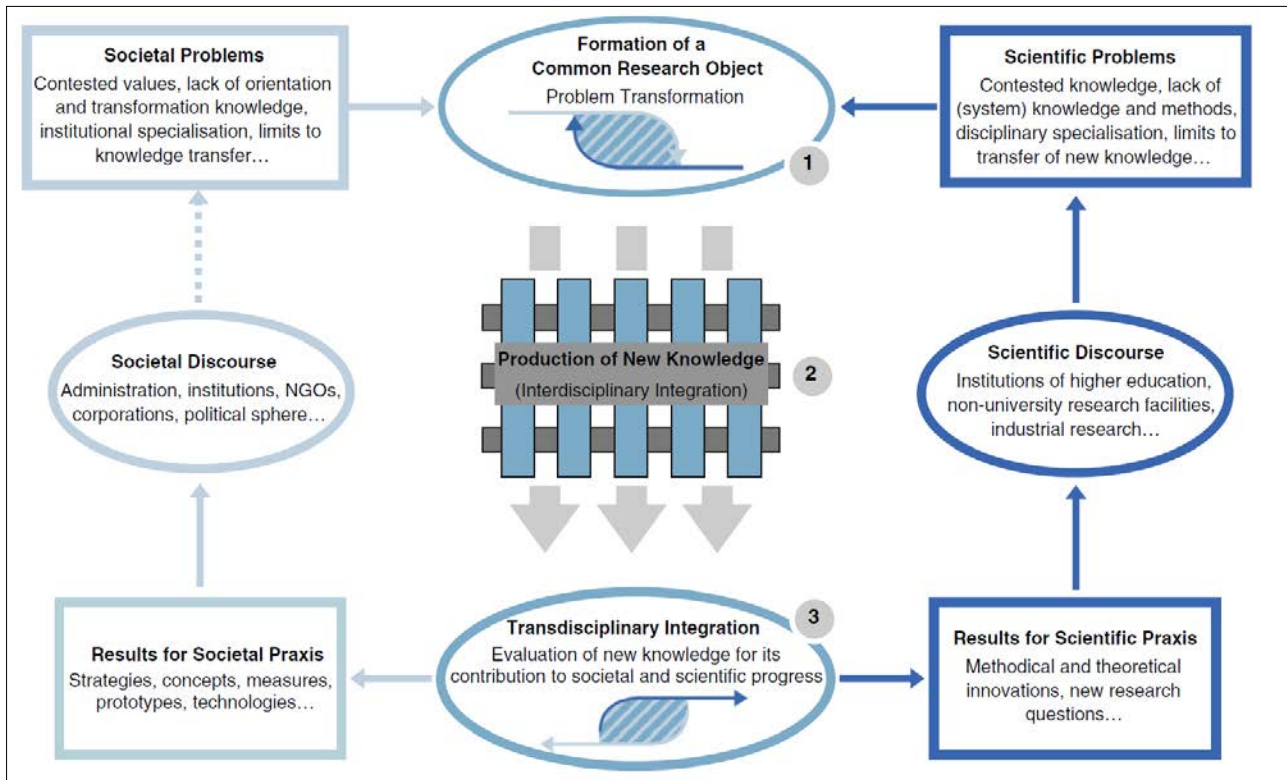 Societal Problems
Contested values, lack of orientation
and transformation knowledge,
institutional specialisation, limits to
knowledge transfer…
Formation of a
Common Research Object
Problem Transformation
1
Scientific Problems
Contested knowledge, lack of
(system) knowledge and methods,
disciplinary specialisation, limits to
transfer of new knowledge…
Societal Discourse
Administration, institutions, NGOs,
corporations, political sphere…
Production of New Knowledge
(Interdisciplinary Integration)
2
Scientific Discourse
Institutions of higher education,
non-university research facilities,
industrial research…
Results for Societal Praxis
Strategies, concepts, measures,
prototypes, technologies…
3
Transdisciplinary Integration
Evaluation of new knowledge for its
contribution to societal and scientific progress
Results for Scientific Praxis
Methodical and theoretical
innovations, new research
questions…